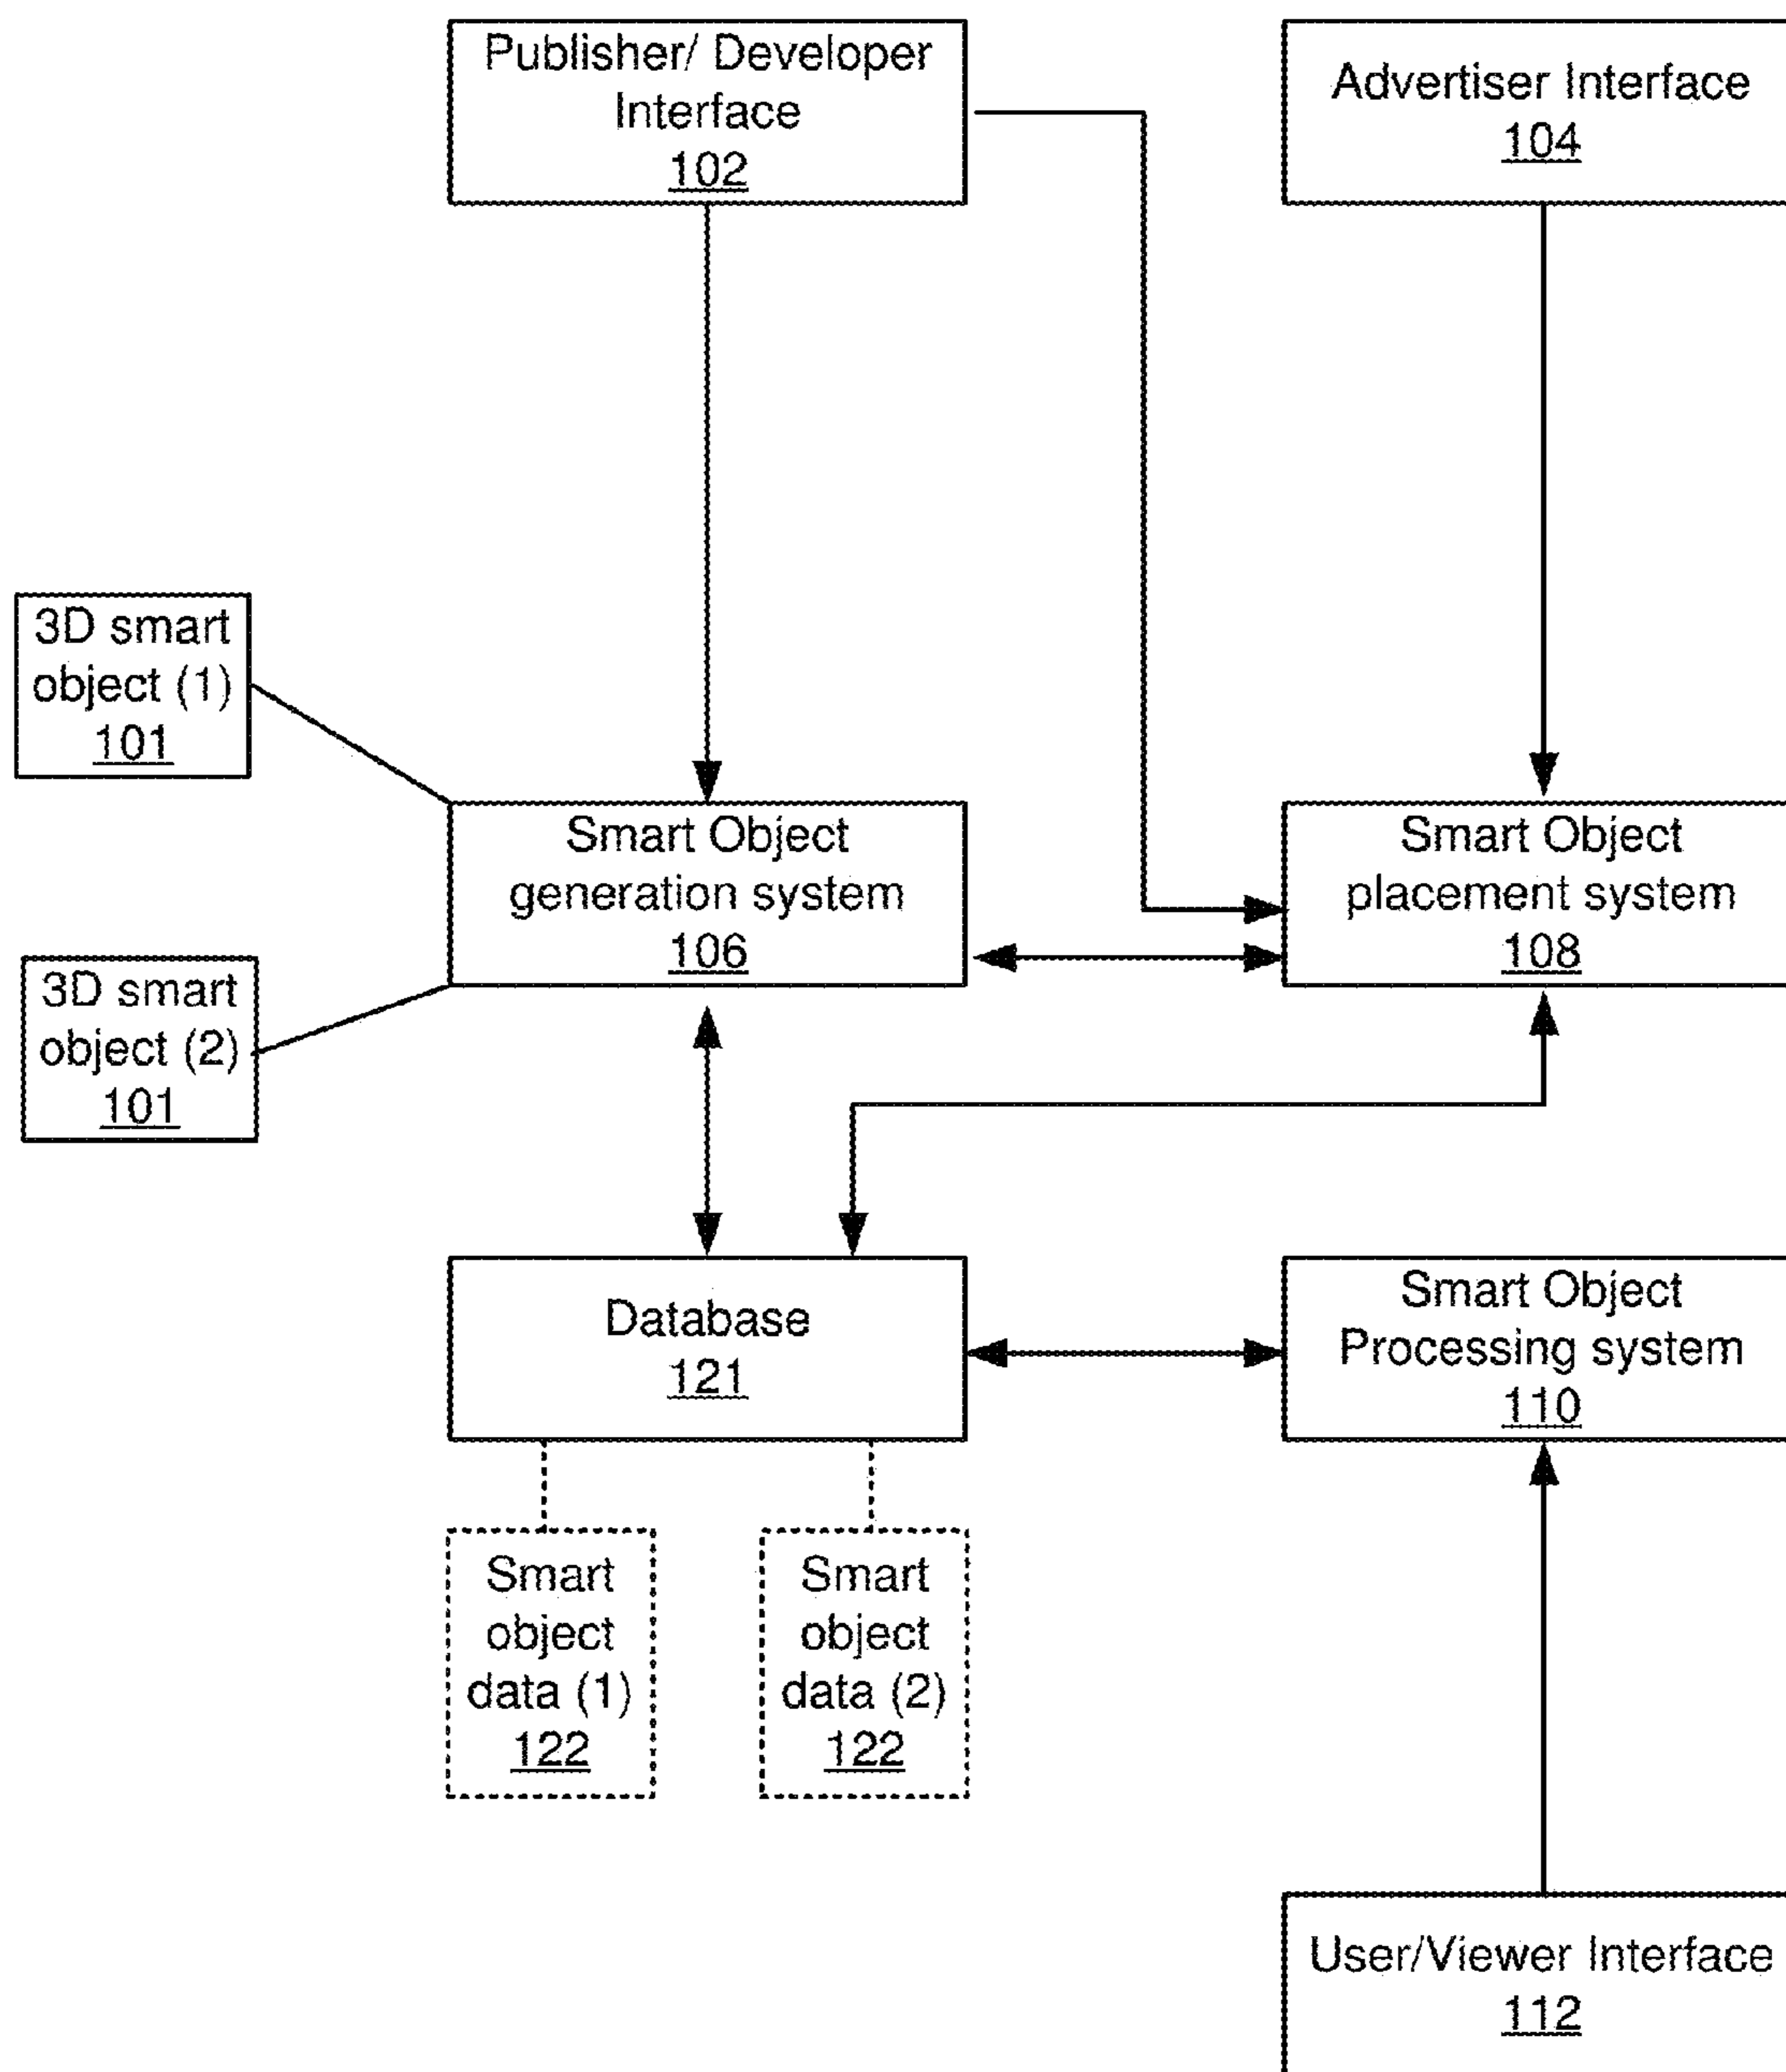 Publisher/ Developer
Interface
102
Advertiser Interface
104
3D smart
object (1)
101
Smart Object
generation system
106
Smart Object
placement system
108
3D smart
object (2)
101
Database
121
Smart Object
Processing system
110
Smart
object
data (1)
122
Smart
object
data (2)
122
User/Viewer Interface
112